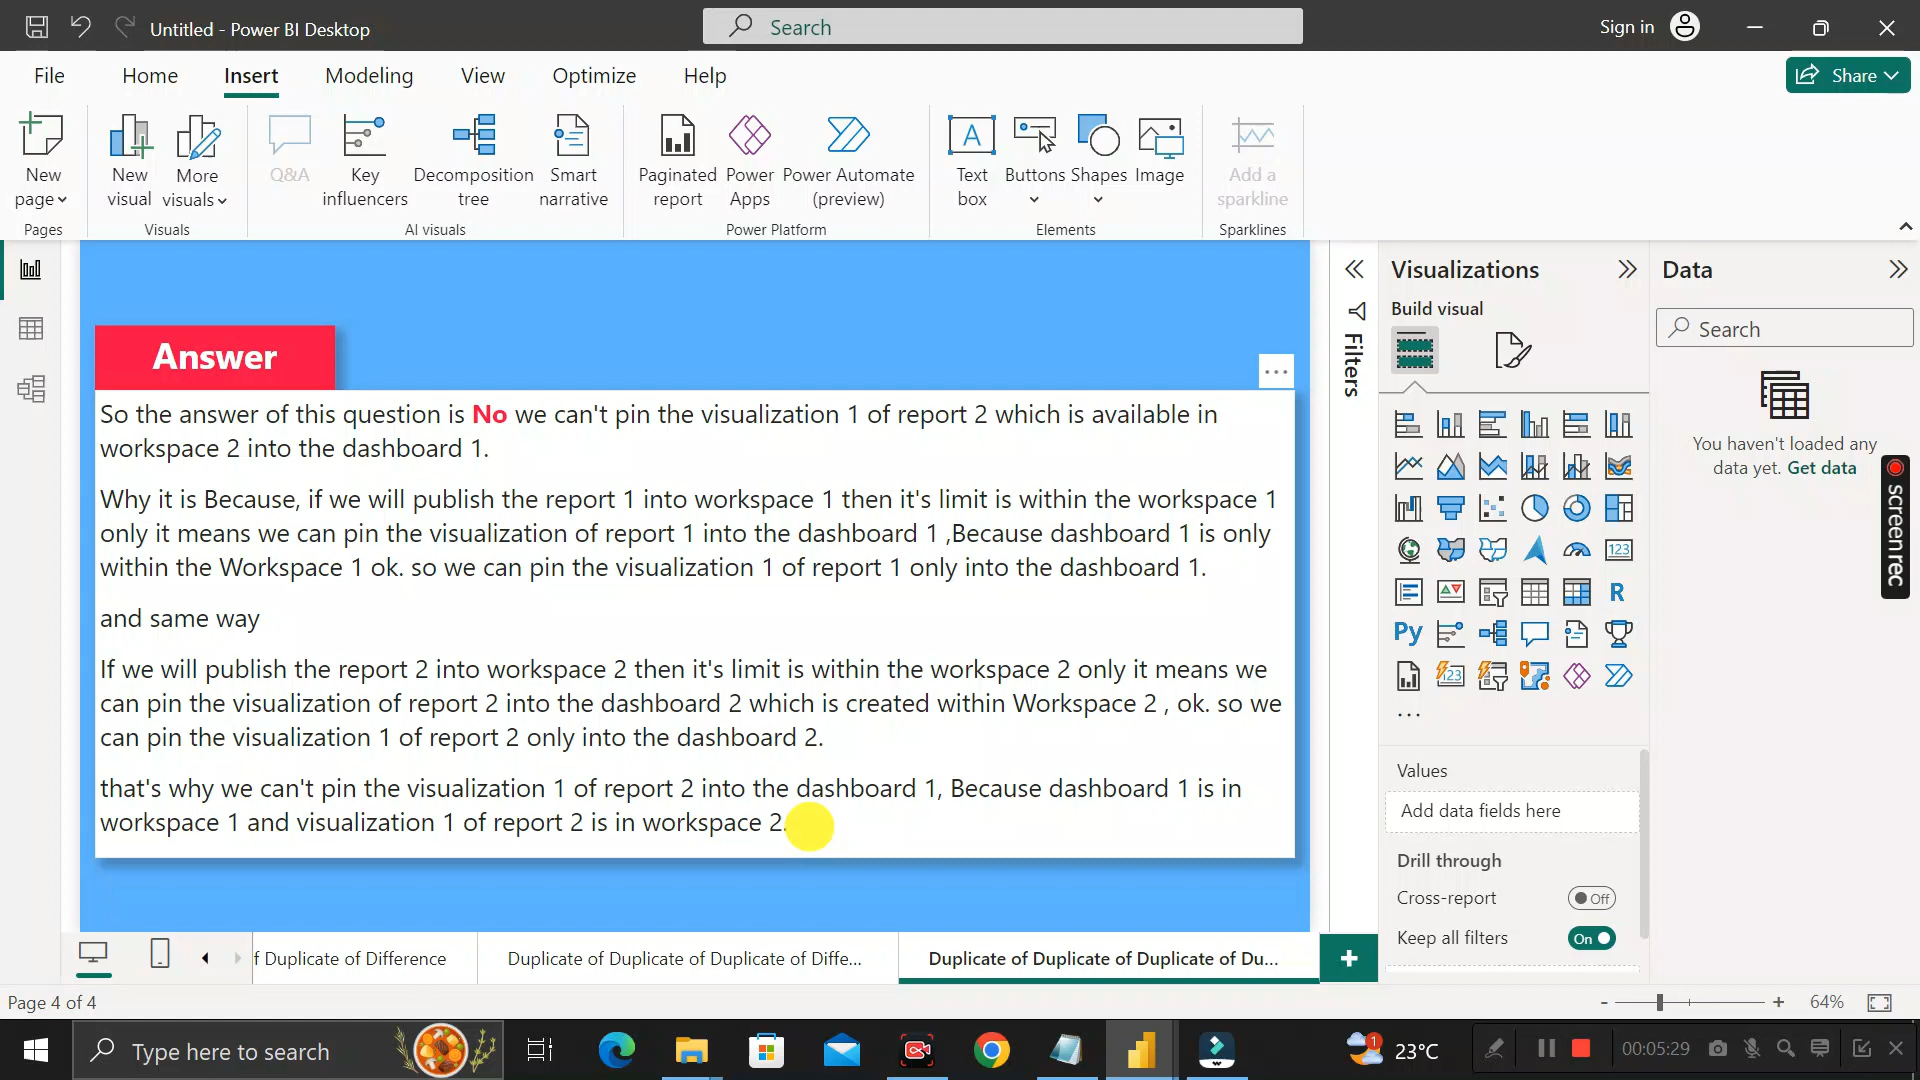 Untitled - Power BI Desktop
Search
Sign in
File
Home
Insert
Modeling
View
Optimize
Help
Share
New page
New visual
More visuals
Q&A
Key influencers
Decomposition tree
Smart narrative
Paginated report
Power Apps
Power Automate (preview)
Text box
Buttons
Shapes
Image
Add a sparkline
Pages
Visuals
AI visuals
Power Platform
Elements
Sparklines
Answer
So the answer of this question is No we can't pin the visualization 1 of report 2 which is available in
workspace 2 into the dashboard 1.
Why it is Because, if we will publish the report 1 into workspace 1 then it's limit is within the workspace 1
only it means we can pin the visualization of report 1 into the dashboard 1 ,Because dashboard 1 is only
within the Workspace 1 ok. so we can pin the visualization 1 of report 1 only into the dashboard 1.
and same way
If we will publish the report 2 into workspace 2 then it's limit is within the workspace 2 only it means we
can pin the visualization of report 2 into the dashboard 2 which is created within Workspace 2 , ok. so we
can pin the visualization 1 of report 2 only into the dashboard 2.
that's why we can't pin the visualization 1 of report 2 into the dashboard 1, Because dashboard 1 is in
workspace 1 and visualization 1 of report 2 is in workspace 2.
Filters
Visualizations
Build visual
123
R
Py
123
Values
Add data fields here
Drill through
Cross-report
Off
Keep all filters
On
Data
Search
You haven't loaded any
data yet. Get data
screen rec
f Duplicate of Difference
Duplicate of Duplicate of Duplicate of Diffe...
Duplicate of Duplicate of Duplicate of Du...
Page 4 of 4
64%
Type here to search
1
23°C
00:05:29